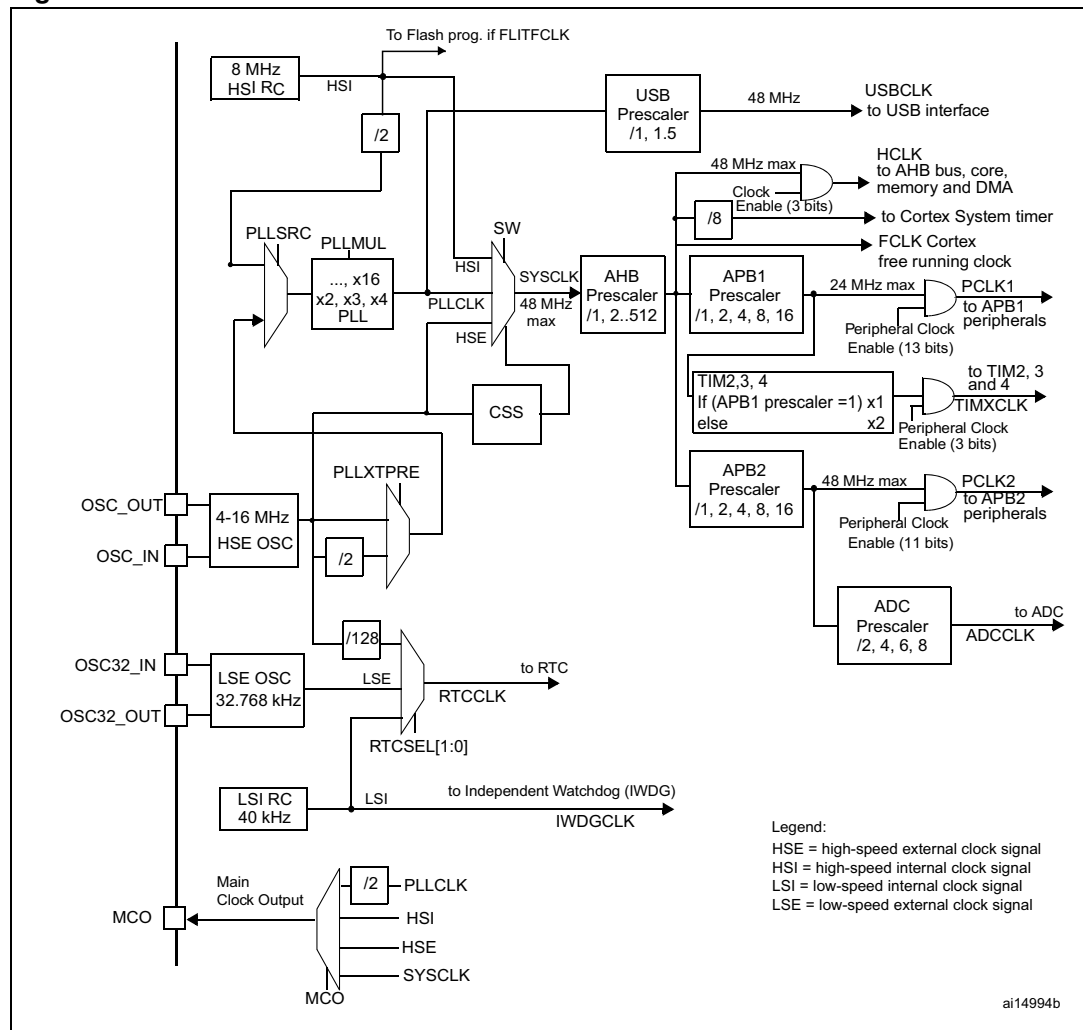 To Flash prog. if FLITFCLK
8 MHz
HSI RC
HSI
/2
USB
Prescaler
/1, 1.5
48 MHz
USBCLK
to USB interface
48 MHz max
HCLK
to AHB bus, core,
memory and DMA
Clock
Enable (3 bits)
/8
to Cortex System timer
FCLK Cortex
free running clock
PLLSRC
PLLMUL
..., x16
x2, x3, x4
PLL
SW
HSI
PLLCLK
HSE
SYSCLK
48 MHz
max
AHB
Prescaler
/1, 2..512
APB1
Prescaler
/1, 2, 4, 8, 16
24 MHz max
PCLK1
to APB1
peripherals
Peripheral Clock
Enable (13 bits)
TIM2,3, 4
If (APB1 prescaler =1) x1
else x2
to TIM2, 3
and 4
TIMXCLK
Peripheral Clock
Enable (3 bits)
CSS
PLLXTPRE
OSC_OUT
OSC_IN
4-16 MHz
HSE OSC
/2
APB2
Prescaler
/1, 2, 4, 8, 16
48 MHz max
PCLK2
to APB2
peripherals
Peripheral Clock
Enable (11 bits)
ADC
Prescaler
/2, 4, 6, 8
to ADC
ADCCLK
/128
OSC32_IN
OSC32_OUT
LSE OSC
32.768 kHz
LSE
to RTC
RTCCLK
RTCSEL[1:0]
LSI RC
40 kHz
LSI
to Independent Watchdog (IWDG)
IWDGCLK
Legend:
HSE = high-speed external clock signal
HSI = high-speed internal clock signal
LSI = low-speed internal clock signal
LSE = low-speed external clock signal
Main
Clock Output
MCO
/2
PLLCLK
HSI
HSE
SYSCLK
MCO
ai14994b